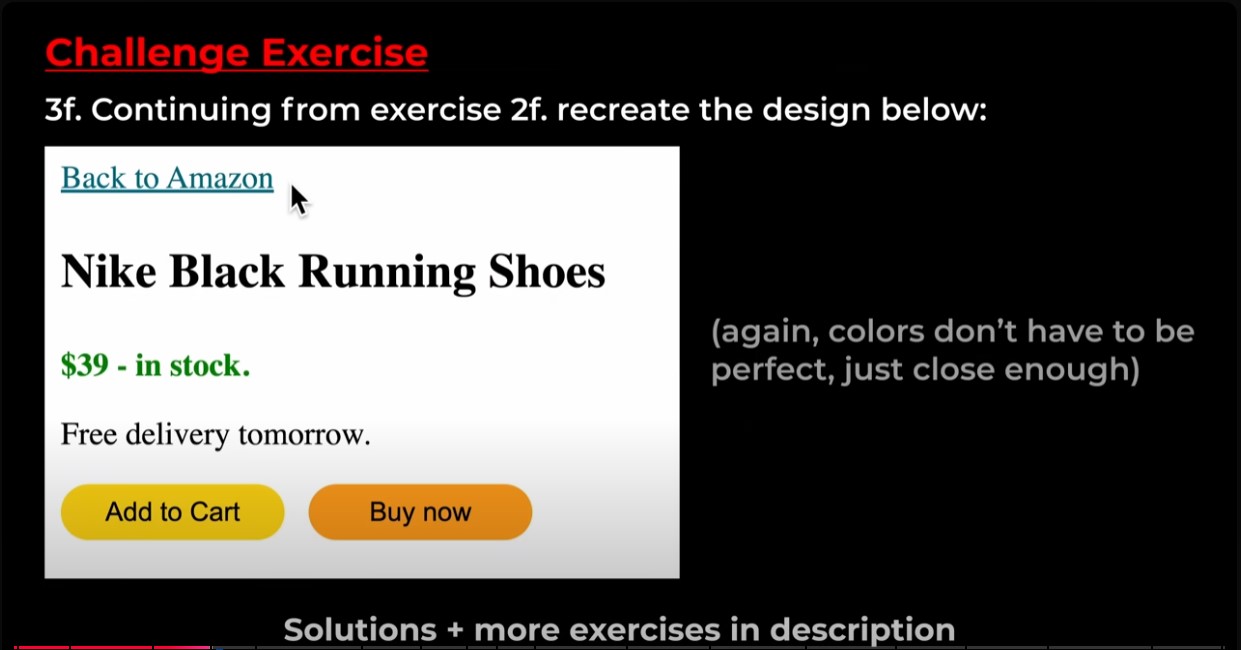 Challenge Exercise
3f. Continuing from exercise 2f. recreate the design below:
Back to Amazon
Nike Black Running Shoes
$39 - in stock.
Free delivery tomorrow.
Add to Cart
Buy now
(again, colors don’t have to be
perfect, just close enough)
Solutions + more exercises in description